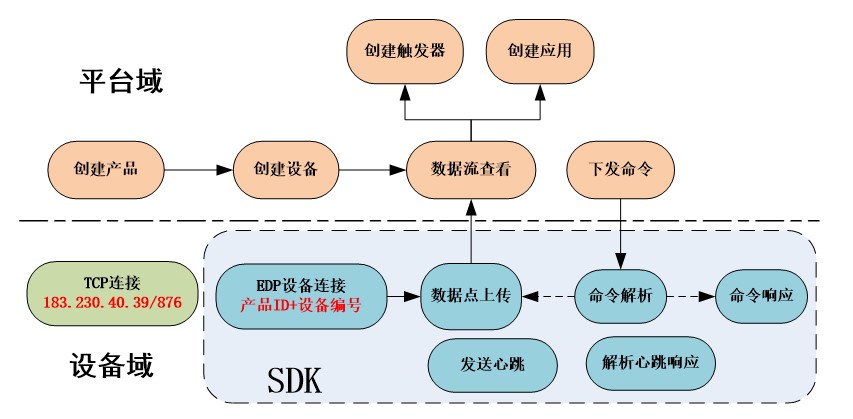 创建触发器
创建应用
平台域
创建产品
创建设备
数据流查看
下发命令
TCP连接
183.230.40.39/876
EDP设备连接
产品ID+设备编号
数据点上传
命令解析
命令响应
设备域
SDK
发送心跳
解析心跳响应